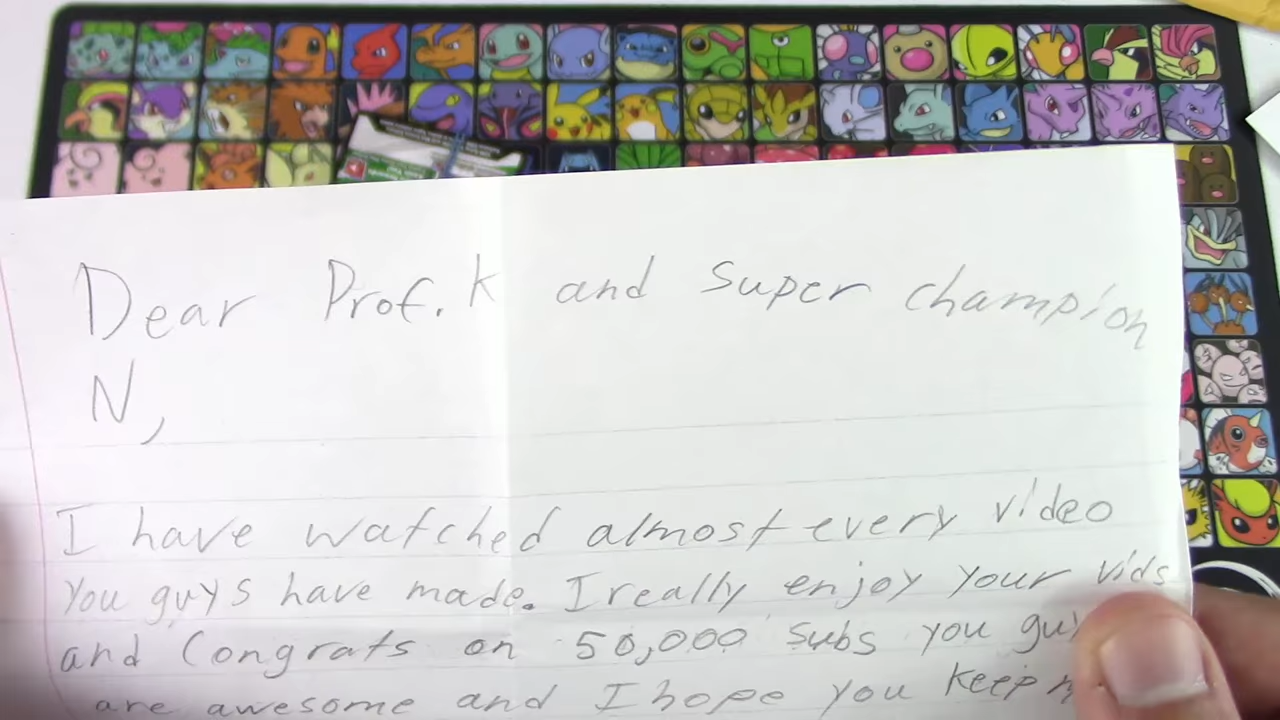 Dear Prof. K and Super champion
N,
I have watched almost every video
you guys have made. I really enjoy your vids
and Congrats on 50,000 subs you guy
are awesome and I hope you keep